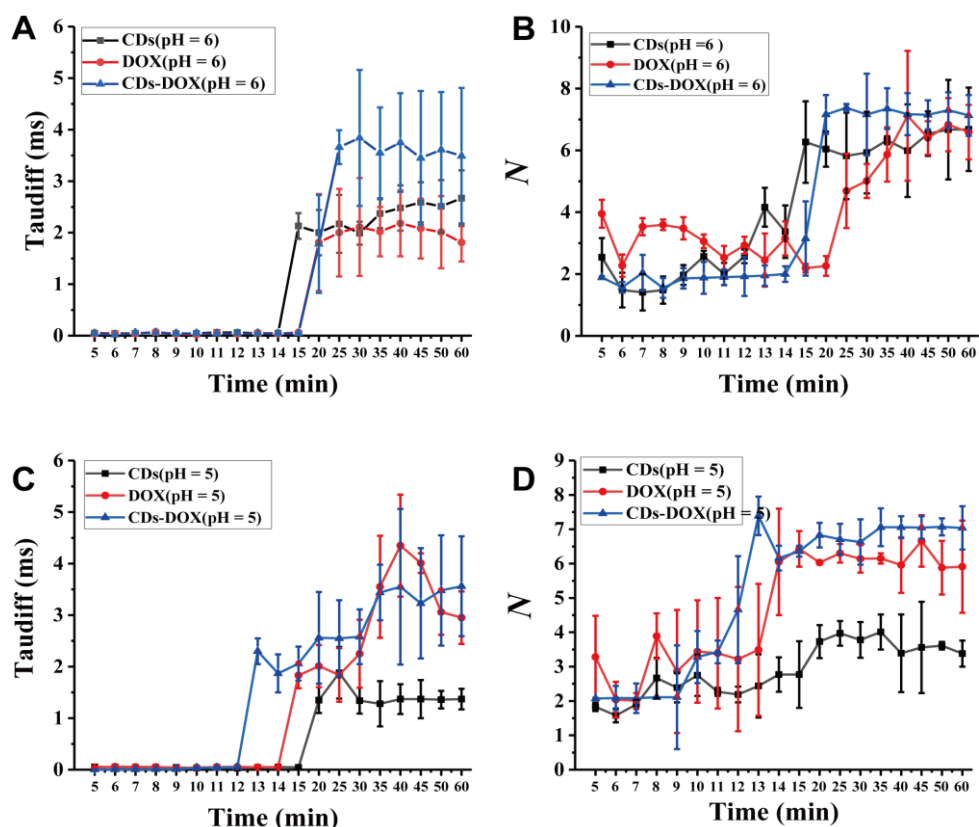 A
CDs(pH = 6)
DOX(pH = 6)
CDs-DOX(pH = 6)
Taudiff (ms)
6
5
4
3
2
1
0
5 6 7 8 9 10 11 12 13 14 15 20 25 30 35 40 45 50 60
Time (min)
B
CDs(pH =6 )
DOX(pH = 6)
CDs-DOX(pH = 6)
N
10
8
6
4
2
0
5 6 7 8 9 10 11 12 13 14 15 20 25 30 35 40 45 50 60
Time (min)
C
CDs(pH = 5)
DOX(pH = 5)
CDs-DOX(pH = 5)
Taudiff (ms)
6
5
4
3
2
1
0
5 6 7 8 9 10 11 12 13 14 15 20 25 30 35 40 45 50 60
Time (min)
D
CDs(pH = 5)
DOX(pH = 5)
CDs-DOX(pH = 5)
N
9
8
7
6
5
4
3
2
1
0
5 6 7 8 9 10 11 12 13 14 15 20 25 30 35 40 45 50 60
Time (min)